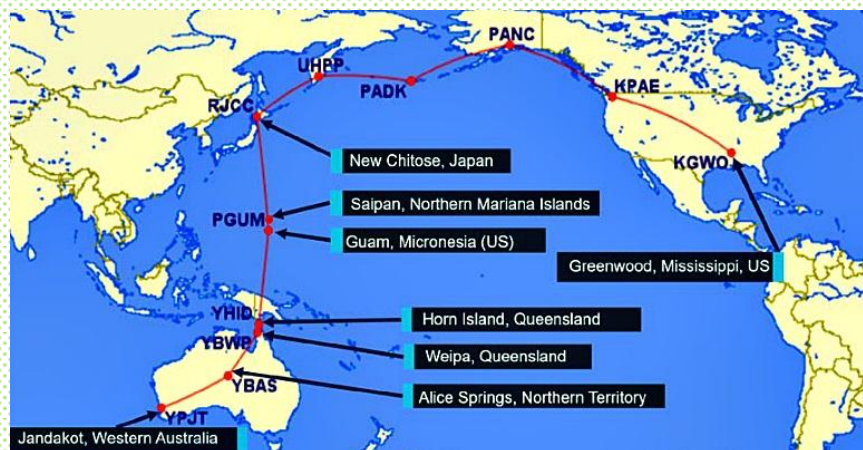 PANC
UHPP
PADK
KPAE
RJCC
KGWO
New Chitose, Japan
Saipan, Northern Mariana Islands
PGUM
Guam, Micronesia (US)
Greenwood, Mississippi, US
YHID
Horn Island, Queensland
YBWP
Weipa, Queensland
YBAS
Alice Springs, Northern Territory
YPJT
Jandakot, Western Australia